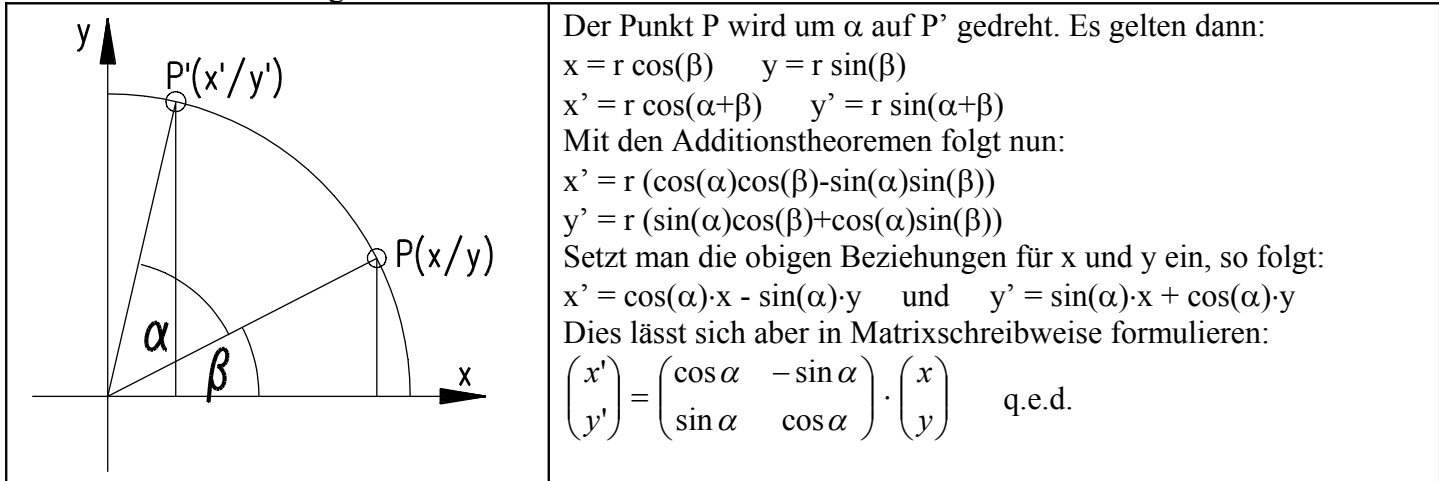 y
P'(x'/y')
P(x/y)
α
β
x
Der Punkt P wird um α auf P’ gedreht. Es gelten dann:
x = r cos(β)  y = r sin(β)
x’ = r cos(α+β)  y’ = r sin(α+β)
Mit den Additionstheoremen folgt nun:
x’ = r (cos(α)cos(β)-sin(α)sin(β))
y’ = r (sin(α)cos(β)+cos(α)sin(β))
Setzt man die obigen Beziehungen für x und y ein, so folgt:
x’ = cos(α)·x - sin(α)·y  und  y’ = sin(α)·x + cos(α)·y
Dies lässt sich aber in Matrixschreibweise formulieren:
(x' y') = (cos α  − sin α  sin α  cos α) · (x y)  q.e.d.